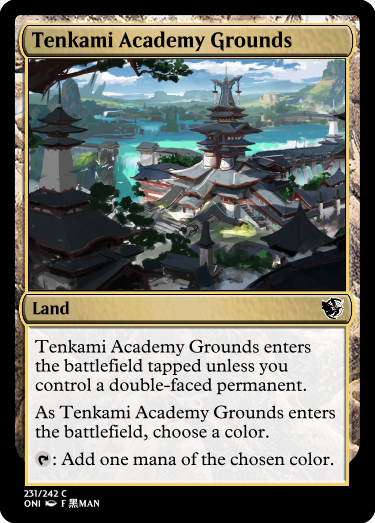 Tenkami Academy Grounds
Land
Tenkami Academy Grounds enters
the battlefield tapped unless you
control a double-faced permanent.
As Tenkami Academy Grounds enters
the battlefield, choose a color.
: Add one mana of the chosen color.
231/242 C
ONI F 黑MAN